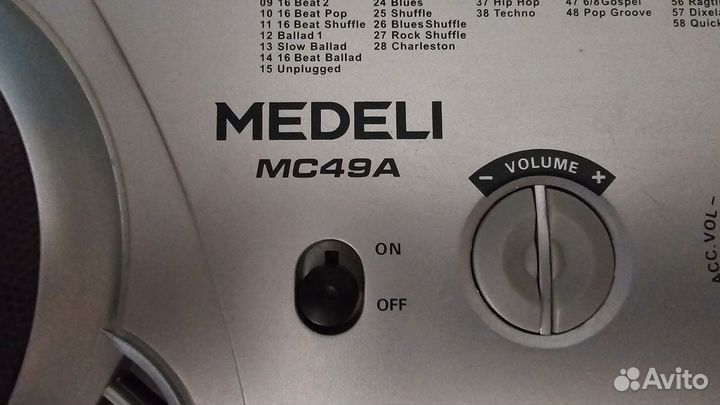 09 16 Beat 2
10 16 Beat Pop
11 16 Beat Shuffle
12 Ballad 1
13 Slow Ballad
14 16 Beat Ballad
15 Unplugged
24 Blues
25 Shuffle
26 Blues Shuffle
27 Rock Shuffle
28 Charleston
37 Hip Hop
38 Techno
47 6/8 Gospel
48 Pop Groove
56 Ragti
57 Dixela
58 Quick
MEDELI
MC49A
- VOLUME +
ON
OFF
ACC. VOL -
Avito